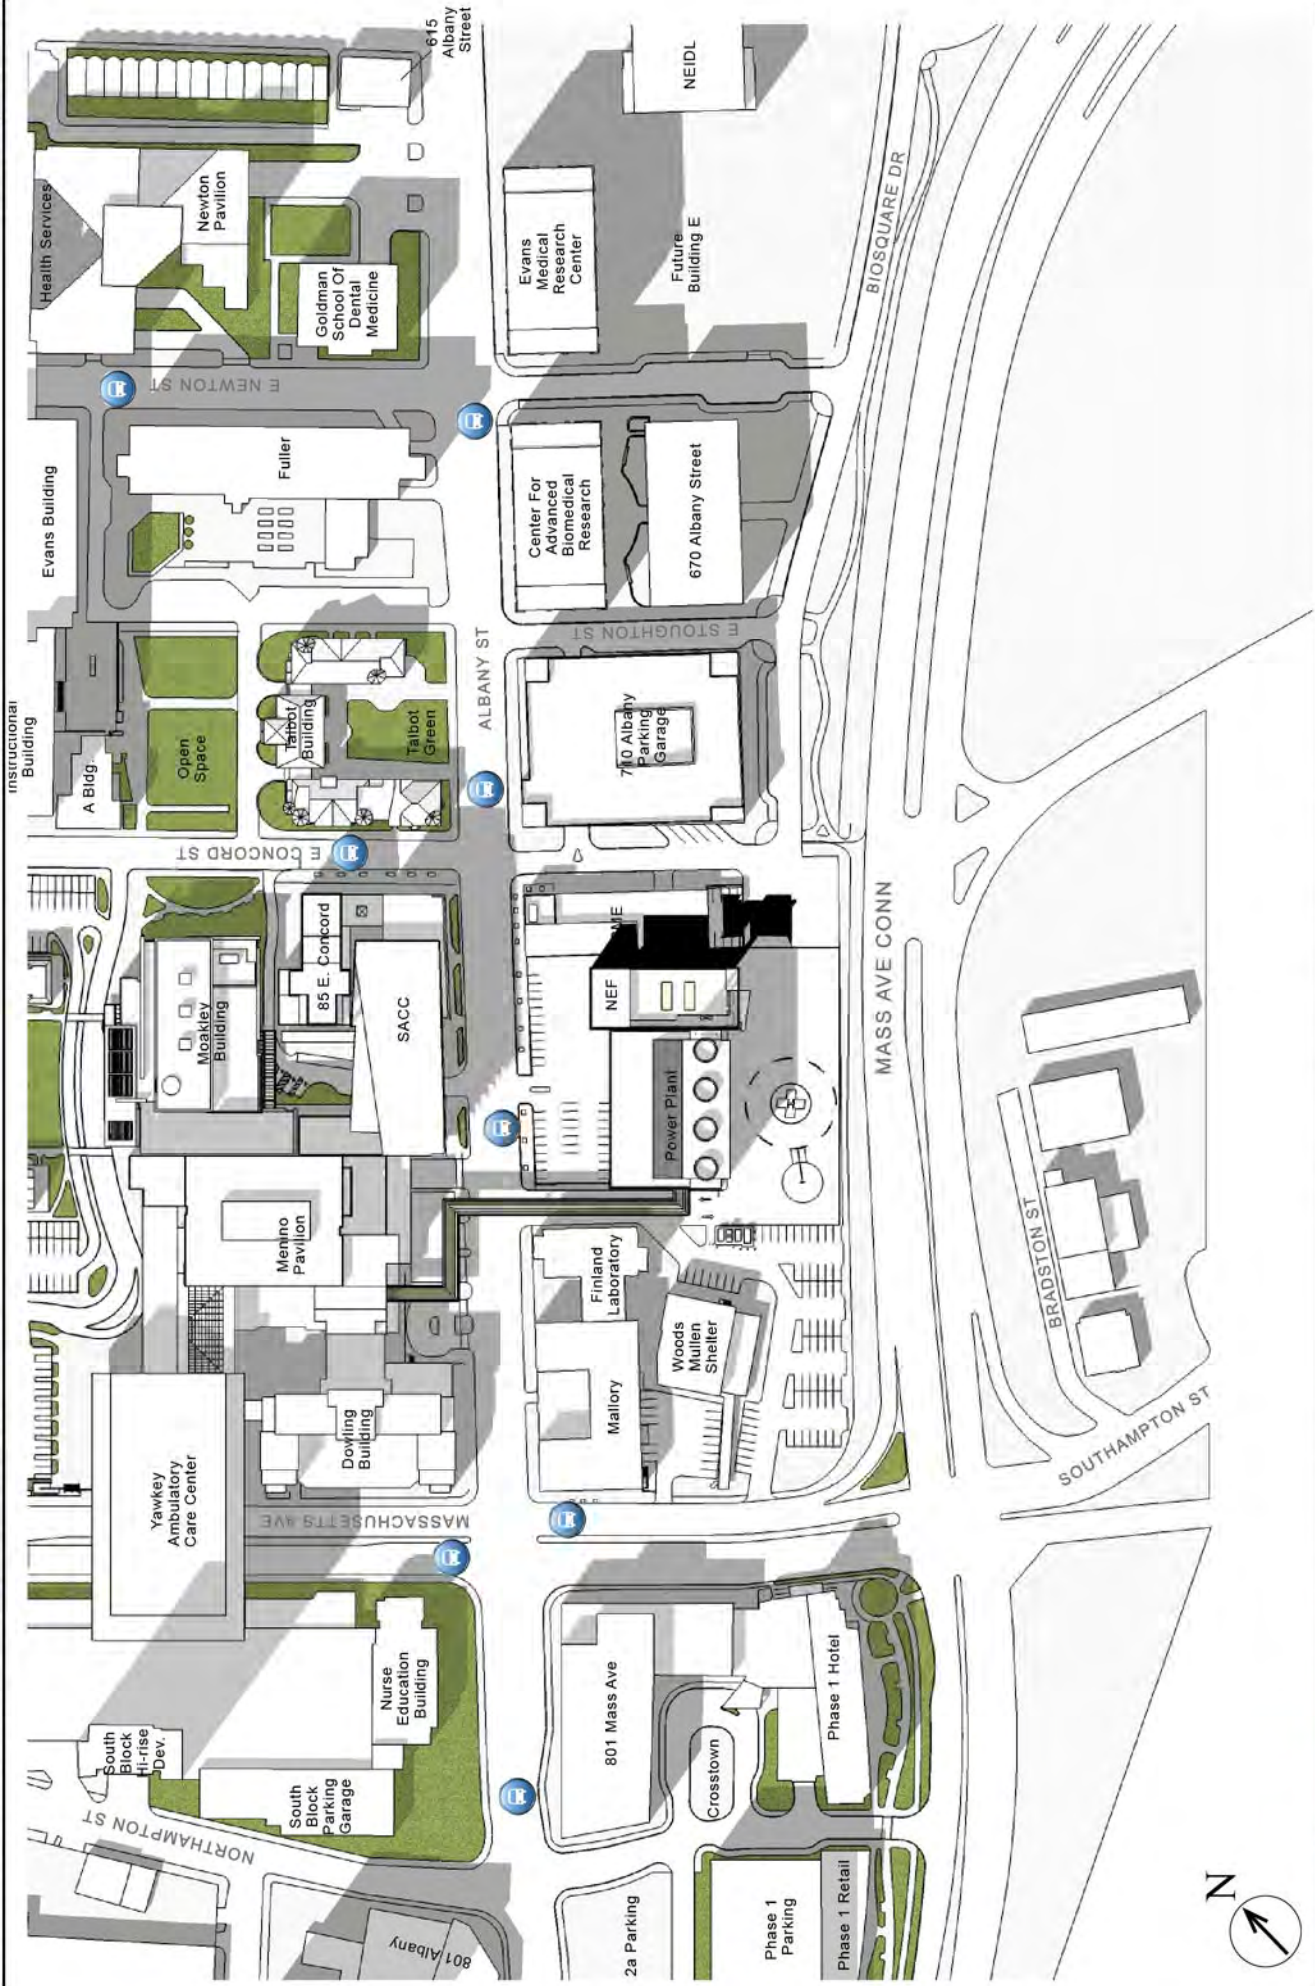 615
Albany
Street
NEIDL
Health Services
Newton
Pavilion
Goldman
School Of
Dental
Medicine
Evans
Medical
Research
Center
Future
Building E
BIOSQUARE DR
E NEWTON ST
Evans Building
Fuller
Center For
Advanced
Biomedical
Research
670 Albany Street
E STOUGHTON ST
Instructional
Building
A Bldg.
Open
Space
Talbot
Building
Talbot
Green
ALBANY ST
710 Albany
Parking
Garage
E CONCORD ST
Moakley
Building
85 E. Concord
SACC
ME
NEF
Power Plant
MASS AVE CONN
Menino
Pavilion
Finland
Laboratory
Woods
Mullen
Shelter
Mallory
BRADSTON ST
SOUTHAMPTON ST
Yawkey
Ambulatory
Care Center
Dowling
Building
MASSACHUSETTS AVE
Nurse
Education
Building
801 Mass Ave
Phase 1 Hotel
Crosstown
South
Block
Hi-rise
Dev.
South
Block
Parking
Garage
NORTHAMPTON ST
801 Albany
2a Parking
Phase 1
Parking
Phase 1 Retail
N